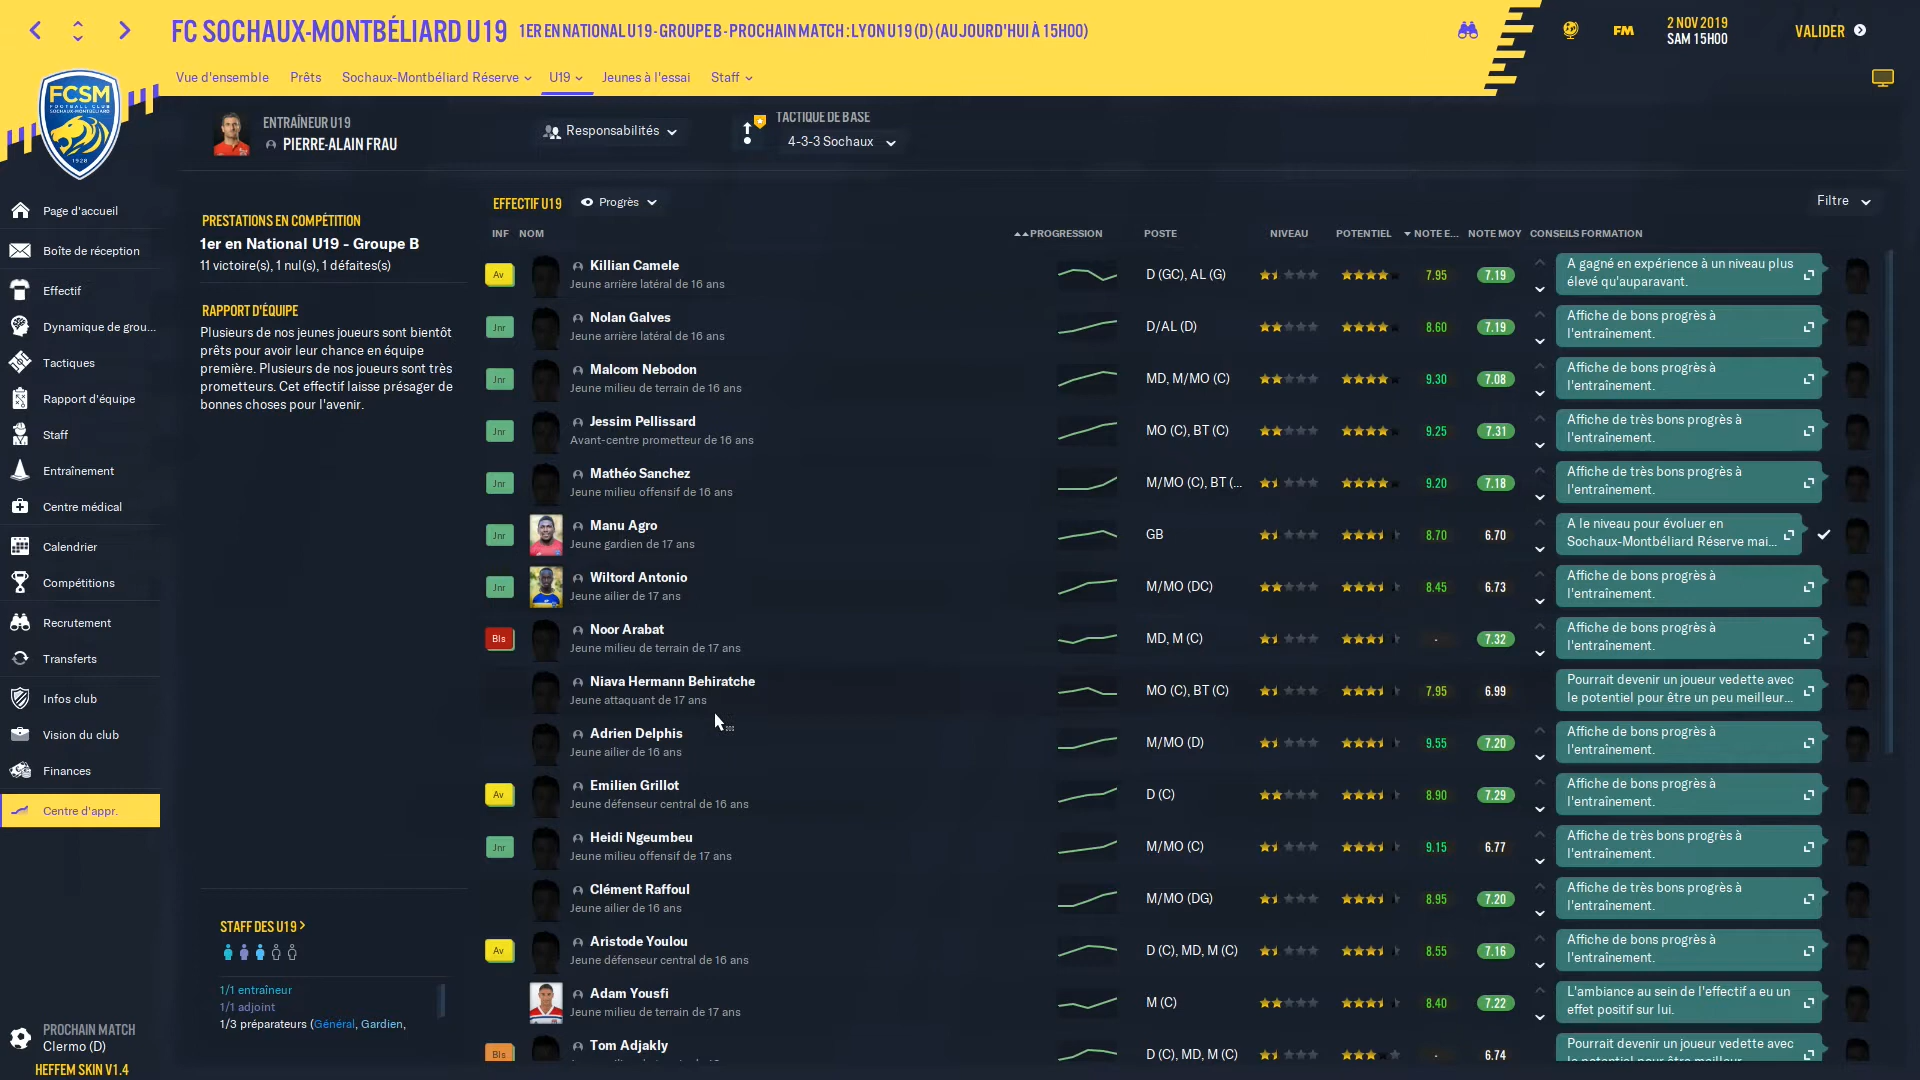 FC SOCHAUX-MONTBÉLIARD U19 1ER EN NATIONAL U19 - GROUPE B - PROCHAIN MATCH : LYON U19 (D) (AUJOURD'HUI À 15H00)
FM
2 NOV 2019
SAM 15H00
VALIDER
Vue d'ensemble Prêts Sochaux-Montbéliard Réserve U19 Jeunes à l'essai Staff
FCSM
FOOTBALL CLUB
SOCHAUX-MONTBÉLIARD
1928
ENTRAÎNEUR U19
PIERRE-ALAIN FRAU
Responsabilités
TACTIQUE DE BASE
4-3-3 Sochaux
Page d'accueil
Boîte de réception
Effectif
Dynamique de grou...
Tactiques
Rapport d'équipe
Staff
Entraînement
Centre médical
Calendrier
Compétitions
Recrutement
Transferts
Infos club
Vision du club
Finances
Centre d'appr.
PROCHAIN MATCH
Clermo (D)
HEFFEM SKIN V1.4
PRESTATIONS EN COMPÉTITION
1er en National U19 - Groupe B
11 victoire(s), 1 nul(s), 1 défaites(s)
RAPPORT D'ÉQUIPE
Plusieurs de nos jeunes joueurs sont bientôt
prêts pour avoir leur chance en équipe
première. Plusieurs de nos joueurs sont très
prometteurs. Cet effectif laisse présager de
bonnes choses pour l'avenir.
STAFF DES U19 >
1/1 entraîneur
1/1 adjoint
1/3 préparateurs (Général, Gardien,
EFFECTIF U19 Progrès Filtre
INF NOM PROGRESSION POSTE NIVEAU POTENTIEL NOTE E... NOTE MOY CONSEILS FORMATION
Av Killian Camele D (GC), AL (G) 7.95 7.19
Jeune arrière latéral de 16 ans
A gagné en expérience à un niveau plus
élevé qu'auparavant.
Jnr Nolan Galves D/AL (D) 8.60 7.19
Jeune arrière latéral de 16 ans
Affiche de bons progrès à
l'entraînement.
Jnr Malcom Nebodon MD, M/MO (C) 9.30 7.08
Jeune milieu de terrain de 16 ans
Affiche de bons progrès à
l'entraînement.
Jnr Jessim Pellissard MO (C), BT (C) 9.25 7.31
Avant-centre prometteur de 16 ans
Affiche de très bons progrès à
l'entraînement.
Jnr Mathéo Sanchez M/MO (C), BT (... 9.20 7.18
Jeune milieu offensif de 16 ans
Affiche de très bons progrès à
l'entraînement.
Jnr Manu Agro GB 8.70 6.70
Jeune gardien de 17 ans
A le niveau pour évoluer en
Sochaux-Montbéliard Réserve mai...
Jnr Wiltord Antonio M/MO (DC) 8.45 6.73
Jeune ailier de 17 ans
Affiche de bons progrès à
l'entraînement.
Bls Noor Arabat MD, M (C) - 7.32
Jeune milieu de terrain de 17 ans
Affiche de bons progrès à
l'entraînement.
Niava Hermann Behiratche MO (C), BT (C) 7.95 6.99
Jeune attaquant de 17 ans
Pourrait devenir un joueur vedette avec
le potentiel pour être un peu meilleur...
Adrien Delphis M/MO (D) 9.55 7.20
Jeune ailier de 16 ans
Affiche de bons progrès à
l'entraînement.
Av Emilien Grillot D (C) 8.90 7.29
Jeune défenseur central de 16 ans
Affiche de bons progrès à
l'entraînement.
Jnr Heidi Ngeumbeu M/MO (C) 9.15 6.77
Jeune milieu offensif de 17 ans
Affiche de très bons progrès à
l'entraînement.
Clément Raffoul M/MO (DG) 8.95 7.20
Jeune ailier de 16 ans
Affiche de très bons progrès à
l'entraînement.
Av Aristode Youlou D (C), MD, M (C) 8.55 7.16
Jeune défenseur central de 16 ans
Affiche de bons progrès à
l'entraînement.
Adam Yousfi M (C) 8.40 7.22
Jeune milieu de terrain de 17 ans
L'ambiance au sein de l'effectif a eu un
effet positif sur lui.
Bls Tom Adjakly D (C), MD, M (C) - 6.74
Pourrait devenir un joueur vedette avec